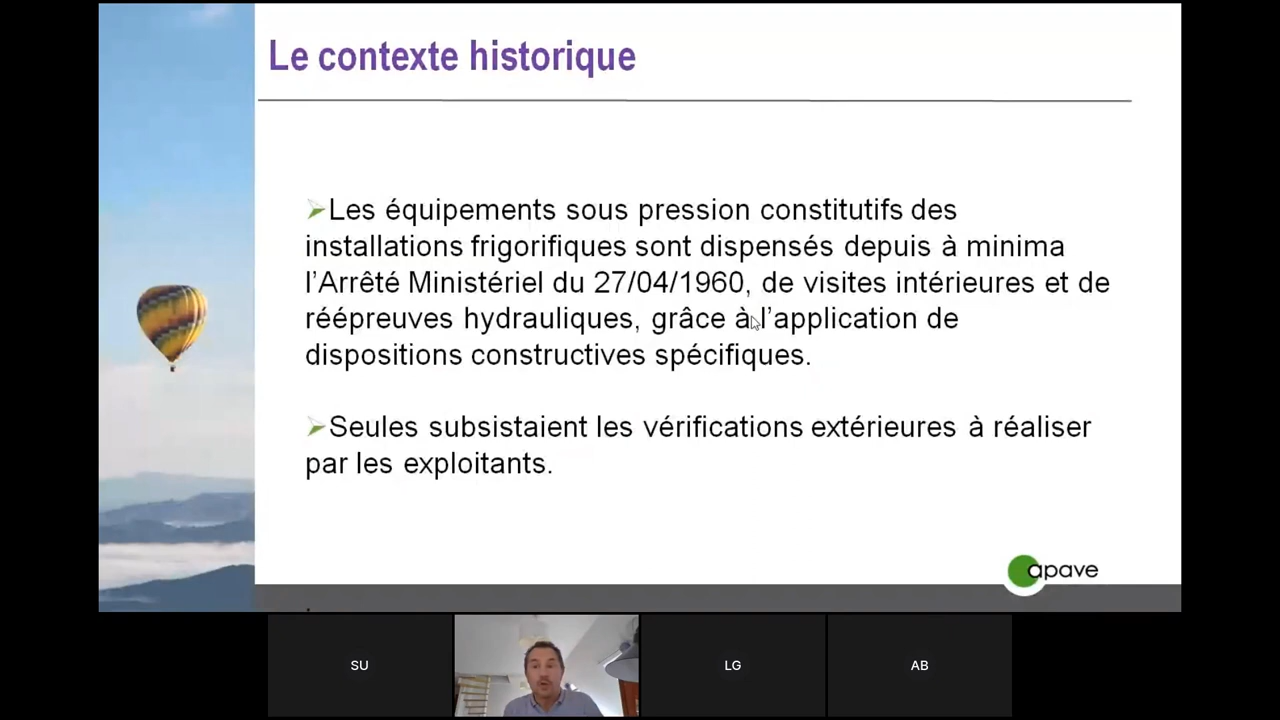 Le contexte historique
Les équipements sous pression constitutifs des
installations frigorifiques sont dispensés depuis à minima
l’Arrêté Ministériel du 27/04/1960, de visites intérieures et de
réépreuves hydrauliques, grâce à l’application de
dispositions constructives spécifiques.
Seules subsistaient les vérifications extérieures à réaliser
par les exploitants.
apave
SU
LG
AB